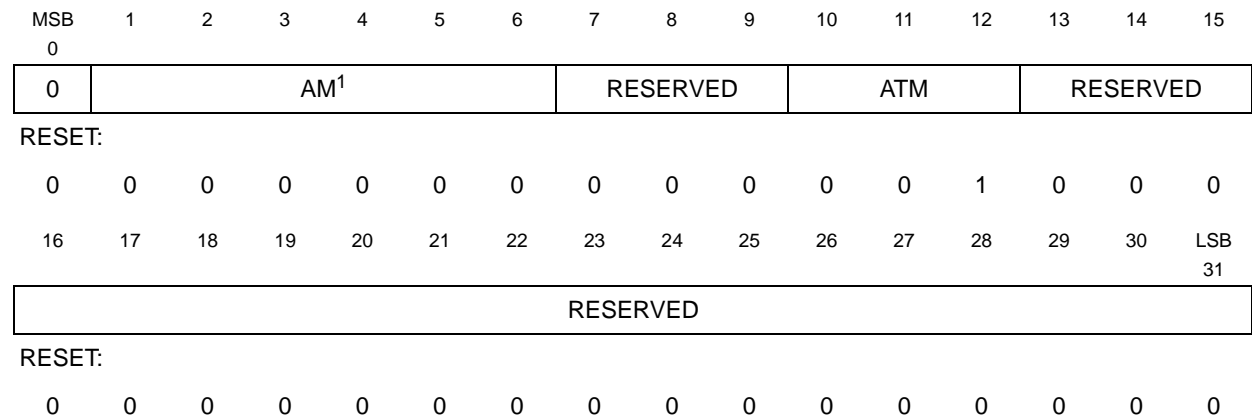 MSB 1 2 3 4 5 6 7 8 9 10 11 12 13 14 15
0
0 AM1 RESERVED ATM RESERVED
RESET:
0 0 0 0 0 0 0 0 0 0 0 0 1 0 0 0
16 17 18 19 20 21 22 23 24 25 26 27 28 29 30 LSB
31
RESERVED
RESET:
0 0 0 0 0 0 0 0 0 0 0 0 0 0 0 0